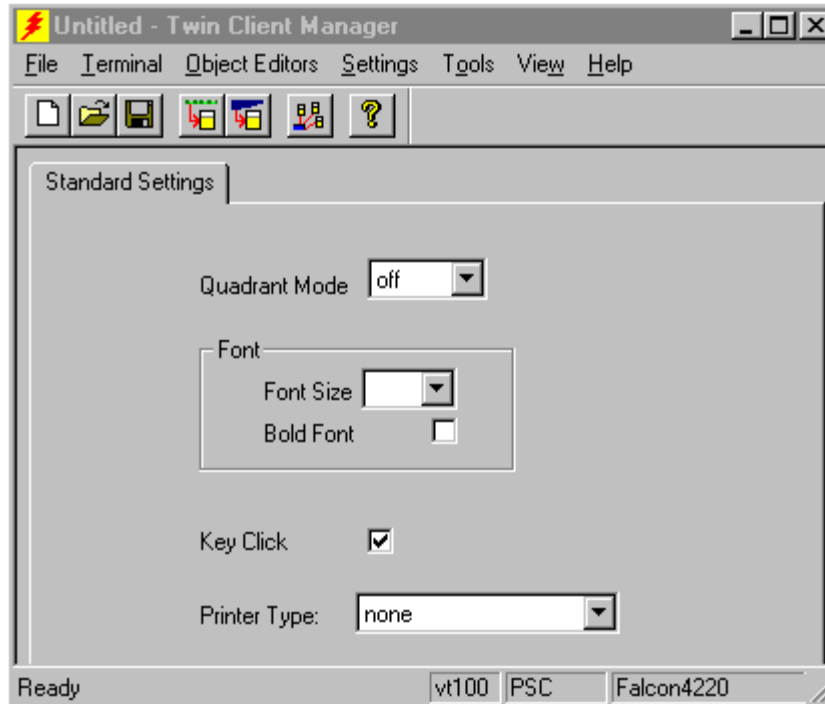 Untitled - Twin Client Manager
File Terminal Object Editors Settings Tools View Help
Standard Settings
Quadrant Mode off
Font
Font Size
Bold Font
Key Click
Printer Type: none
Ready vt100 PSC Falcon4220